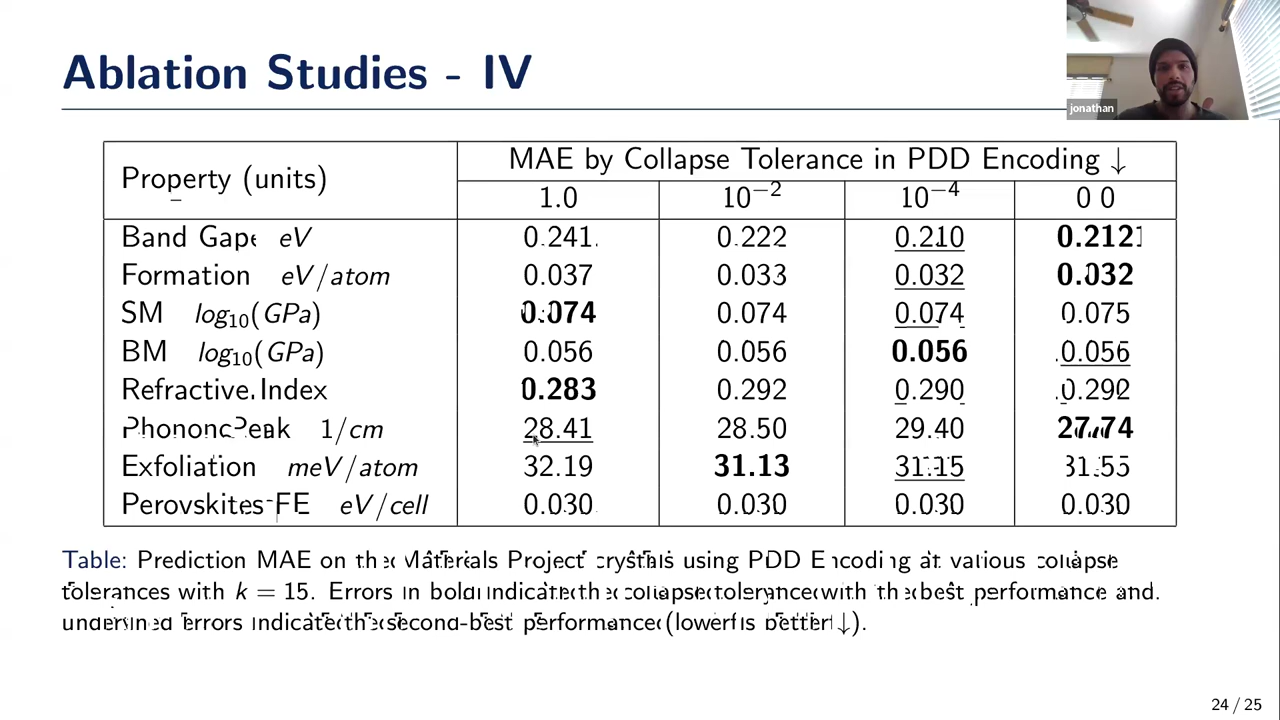 Ablation Studies - IV
jonathan
Property (units)
MAE by Collapse Tolerance in PDD Encoding ↓
1.0 10⁻² 10⁻⁴ 0.0
Band Gap eV 0.241 0.222 0.210 0.212
Formation eV/atom 0.037 0.033 0.032 0.032
SM log₁₀(GPa) 0.074 0.074 0.074 0.075
BM log₁₀(GPa) 0.056 0.056 0.056 0.056
Refractive Index 0.283 0.292 0.290 0.292
Phonon Peak 1/cm 28.41 28.50 29.40 27.74
Exfoliation meV/atom 32.19 31.13 31.15 31.55
Perovskites FE eV/cell 0.030 0.030 0.030 0.030
Table: Prediction MAE on the Materials Project crystals using PDD Encoding at various collapse
tolerances with k = 15. Errors in bold indicate the collapse tolerance with the best performance and
underlined errors indicate the second-best performance (lower is better ↓).
24 / 25